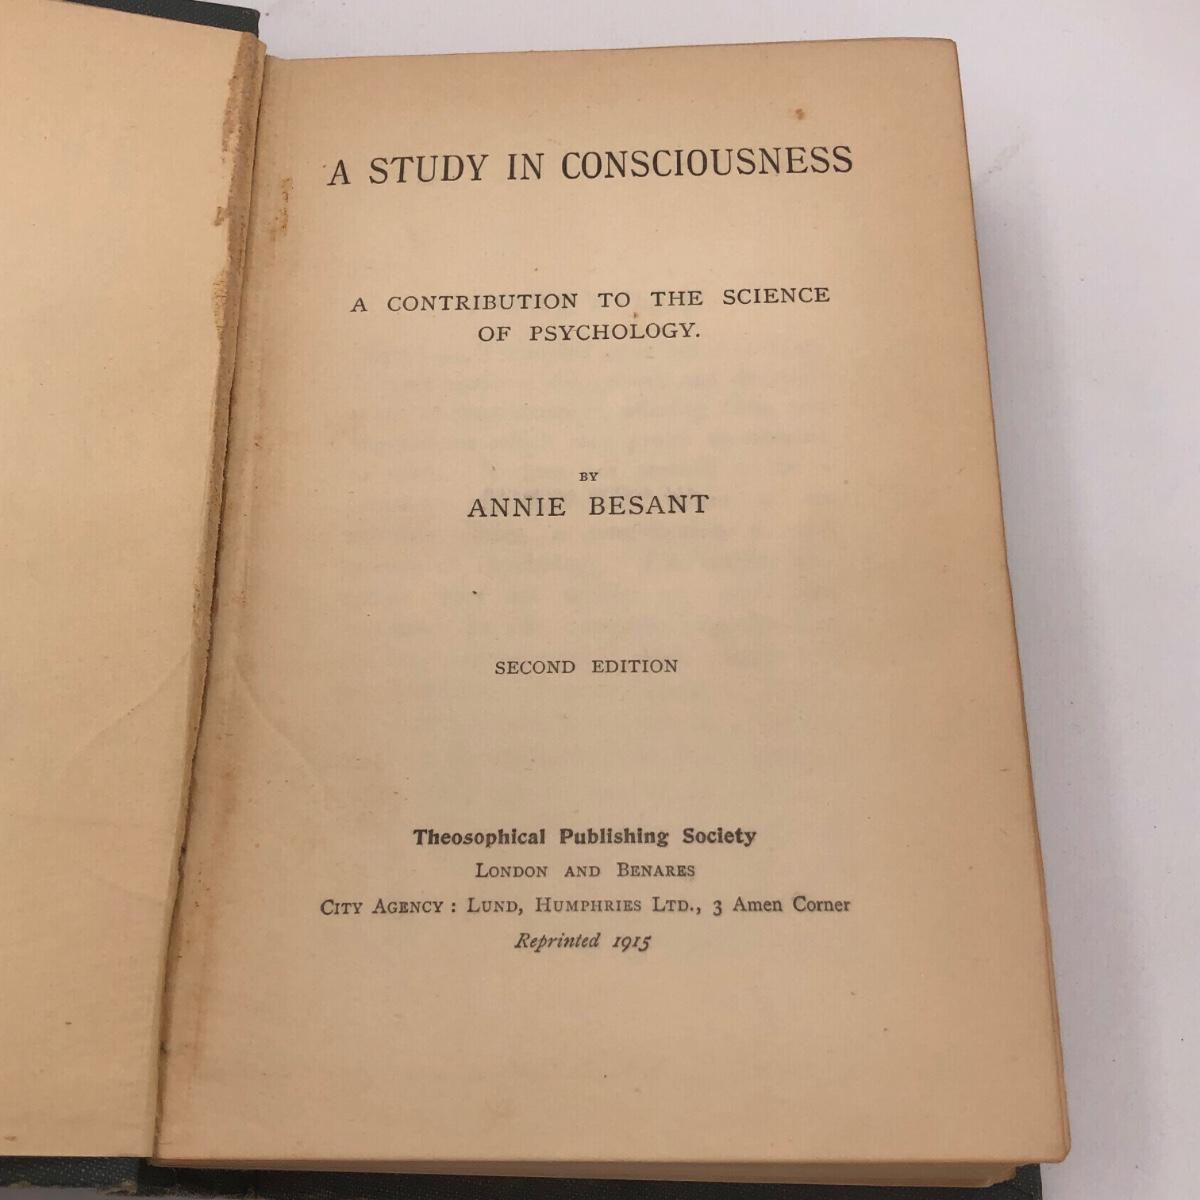 A STUDY IN CONSCIOUSNESS
A CONTRIBUTION TO THE SCIENCE
OF PSYCHOLOGY.
BY
ANNIE BESANT
SECOND EDITION
Theosophical Publishing Society
LONDON AND BENARES
CITY AGENCY: LUND, HUMPHRIES LTD., 3 Amen Corner
Reprinted 1915